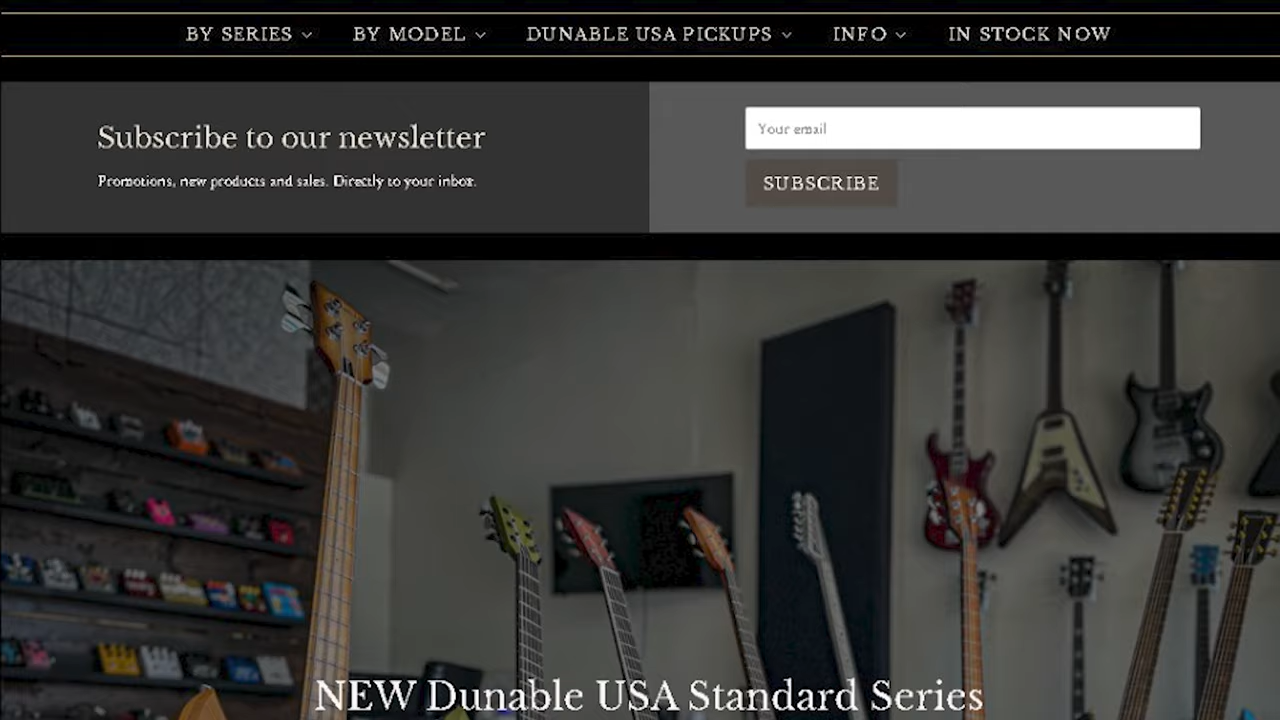 BY SERIES
BY MODEL
DUNABLE USA PICKUPS
INFO
IN STOCK NOW
Subscribe to our newsletter
Promotions, new products and sales. Directly to your inbox.
Your email
SUBSCRIBE
NEW Dunable USA Standard Series